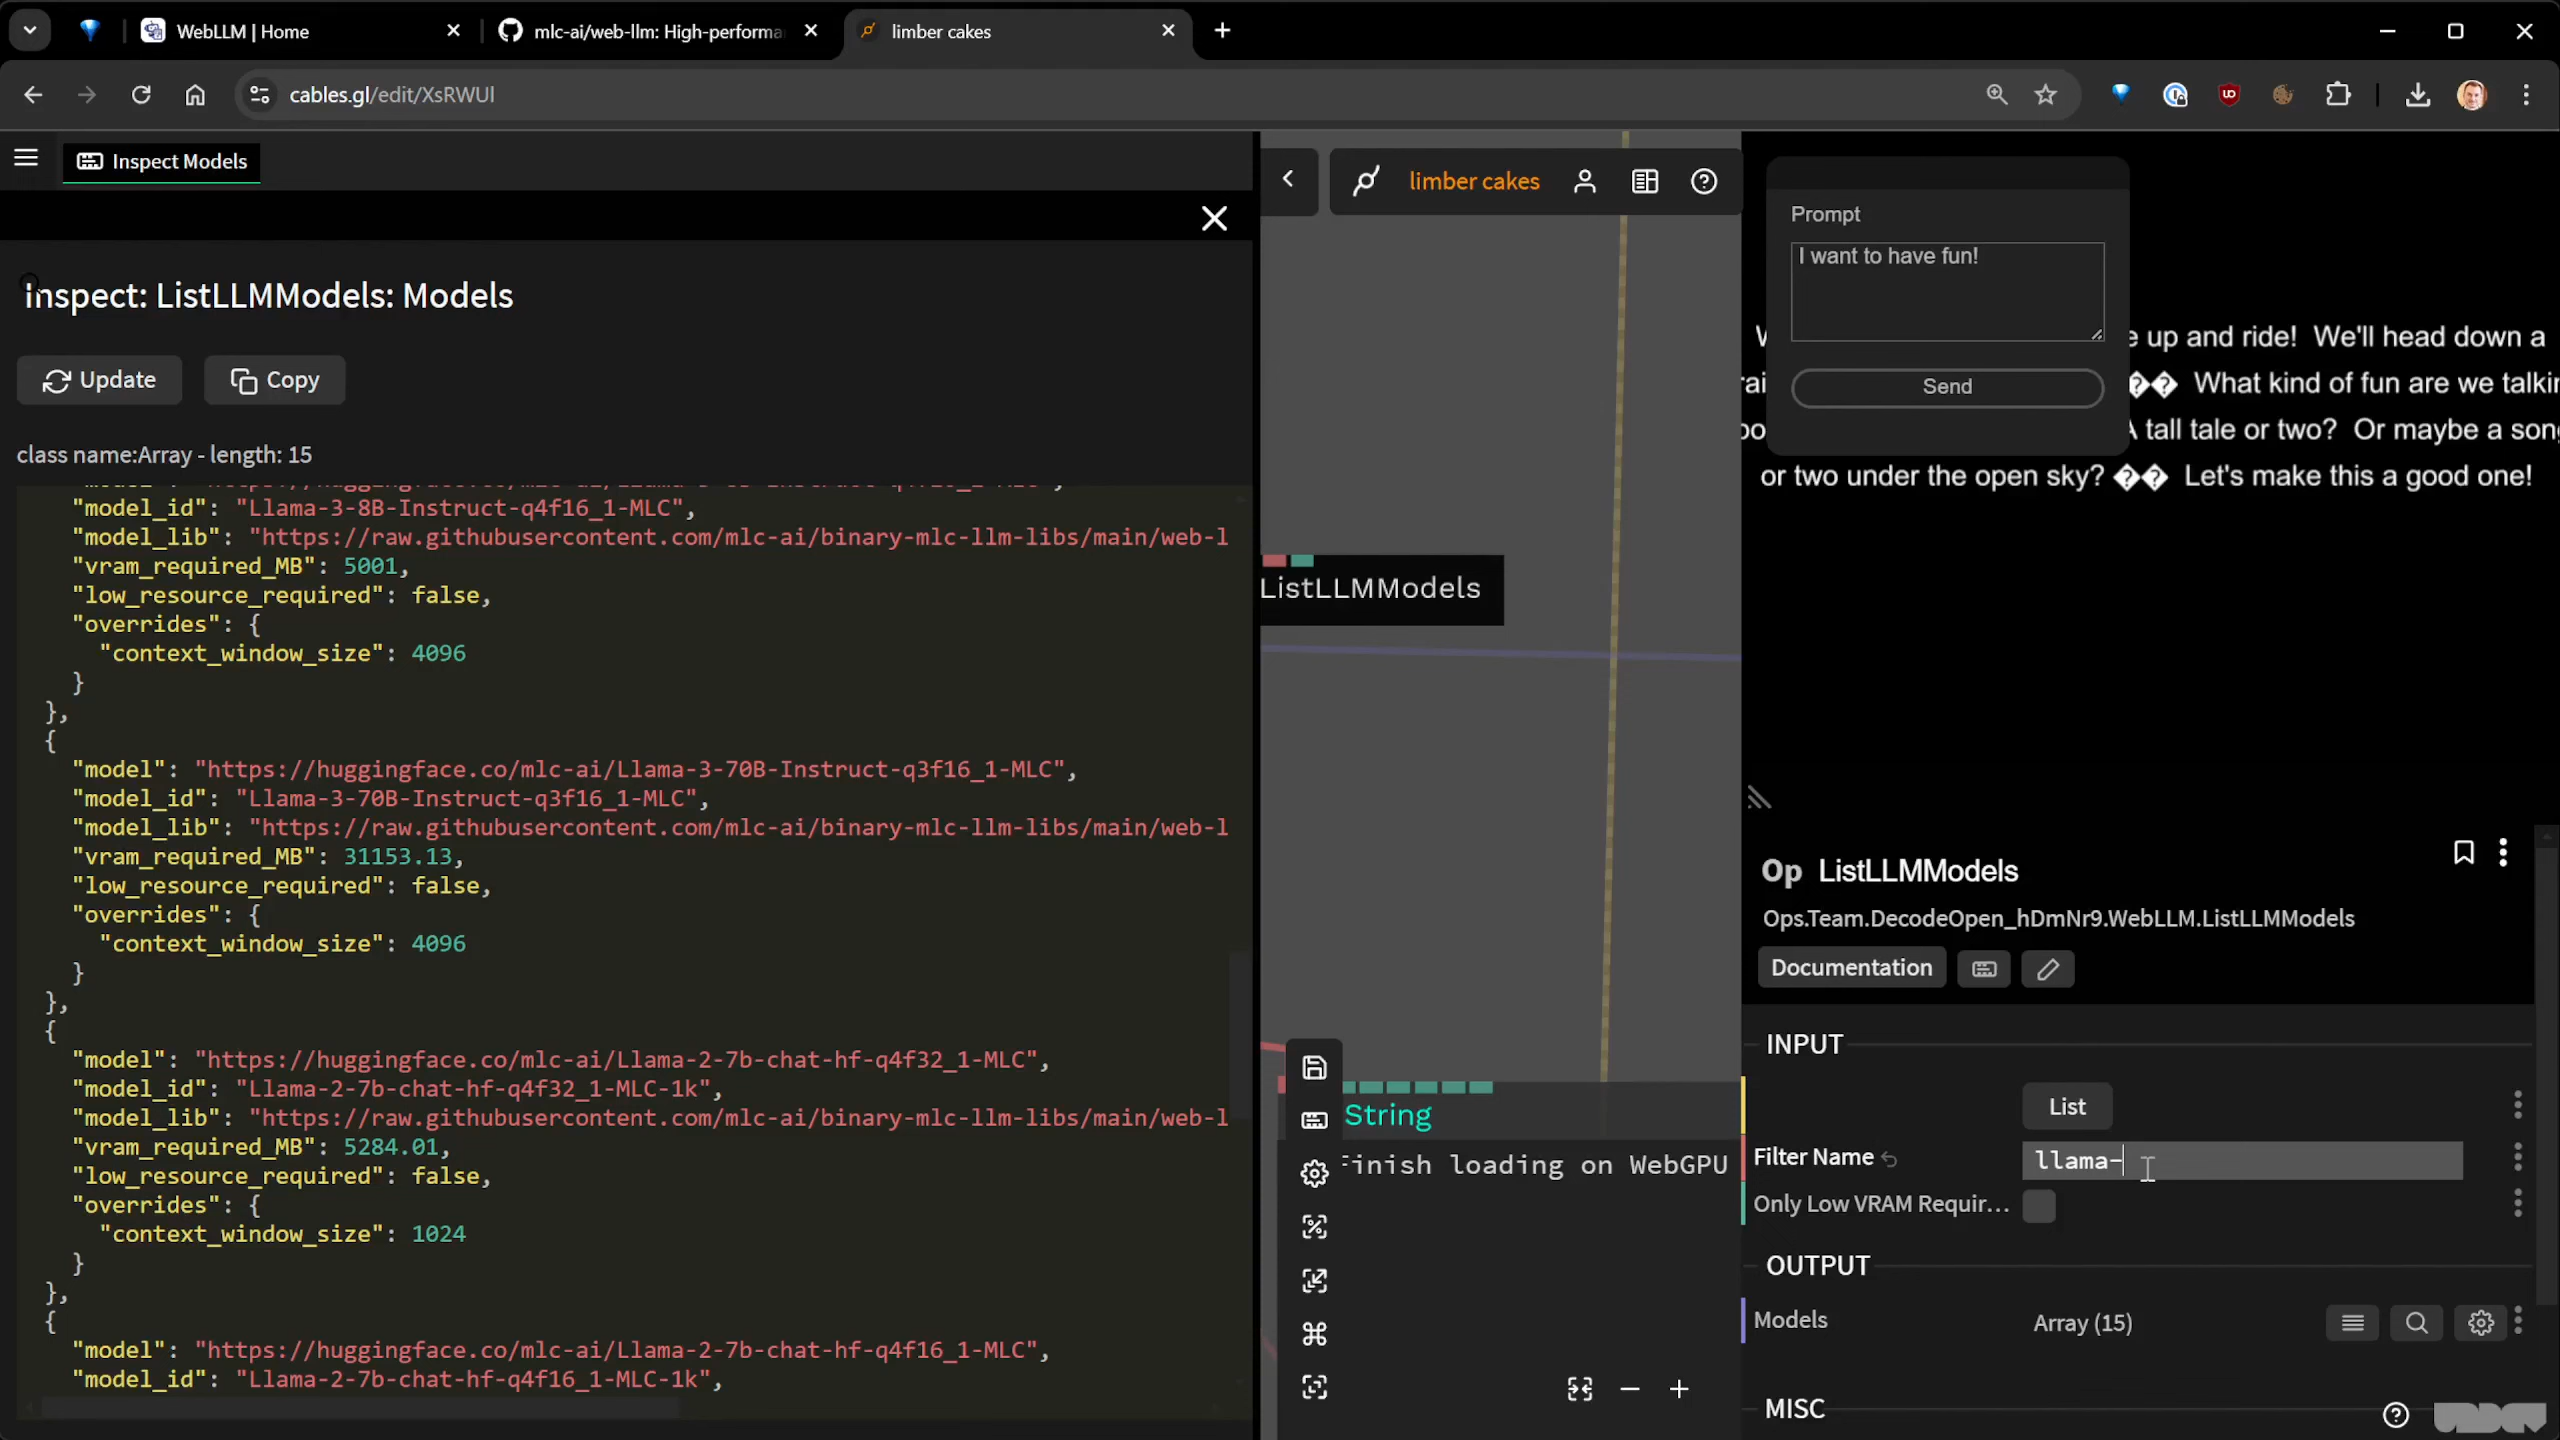 WebLLM | Home
mlc-ai/web-llm: High-performa
limber cakes
cables.gl/edit/XsRWUl
Inspect Models
limber cakes
Inspect: ListLLMModels: Models
Update
Copy
class name:Array - length: 15
"model_id": "Llama-3-8B-Instruct-q4f16_1-MLC",
"model_lib": "https://raw.githubusercontent.com/mlc-ai/binary-mlc-llm-libs/main/web-l
"vram_required_MB": 5001,
"low_resource_required": false,
"overrides": {
"context_window_size": 4096
}
},
{
"model": "https://huggingface.co/mlc-ai/Llama-3-70B-Instruct-q3f16_1-MLC",
"model_id": "Llama-3-70B-Instruct-q3f16_1-MLC",
"model_lib": "https://raw.githubusercontent.com/mlc-ai/binary-mlc-llm-libs/main/web-l
"vram_required_MB": 31153.13,
"low_resource_required": false,
"overrides": {
"context_window_size": 4096
}
},
{
"model": "https://huggingface.co/mlc-ai/Llama-2-7b-chat-hf-q4f32_1-MLC",
"model_id": "Llama-2-7b-chat-hf-q4f32_1-MLC-1k",
"model_lib": "https://raw.githubusercontent.com/mlc-ai/binary-mlc-llm-libs/main/web-l
"vram_required_MB": 5284.01,
"low_resource_required": false,
"overrides": {
"context_window_size": 1024
}
},
{
"model": "https://huggingface.co/mlc-ai/Llama-2-7b-chat-hf-q4f16_1-MLC",
"model_id": "Llama-2-7b-chat-hf-q4f16_1-MLC-1k",
ListLLMModels
String
Finish loading on WebGPU
Prompt
I want to have fun!
Send
e up and ride! We'll head down a
What kind of fun are we talkin
A tall tale or two? Or maybe a song
or two under the open sky? �� Let's make this a good one!
Op ListLLMModels
Ops.Team.DecodeOpen_hDmNr9.WebLLM.ListLLMModels
Documentation
INPUT
List
Filter Name
llama-
Only Low VRAM Requir...
OUTPUT
Models
Array (15)
MISC